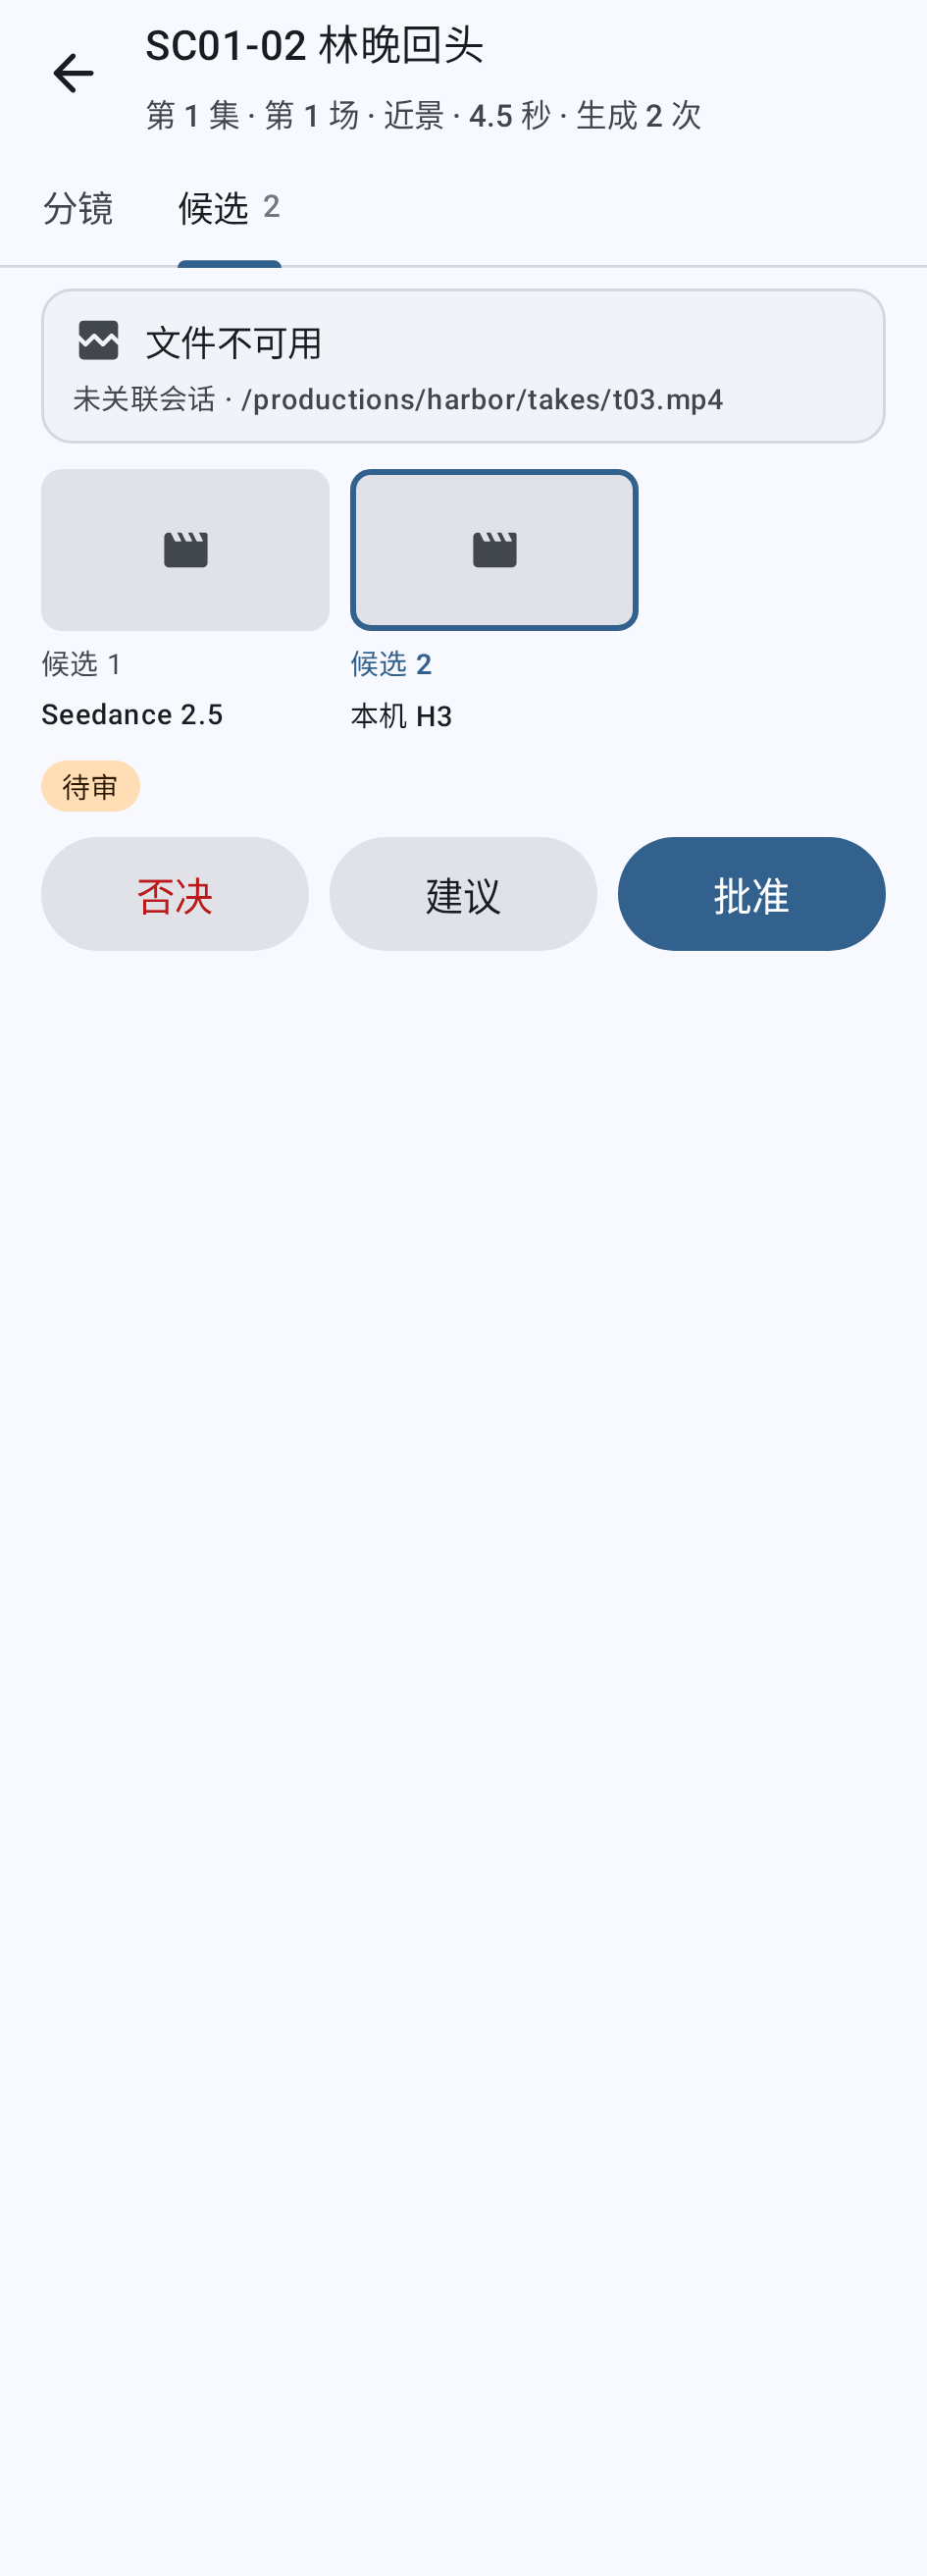 SC01-02 林晚回头
第 1 集 · 第 1 场 · 近景 · 4.5 秒 · 生成 2 次
分镜 候选 2
文件不可用
未关联会话 · /productions/harbor/takes/t03.mp4
候选 1 候选 2
Seedance 2.5 本机 H3
待审
否决 建议 批准